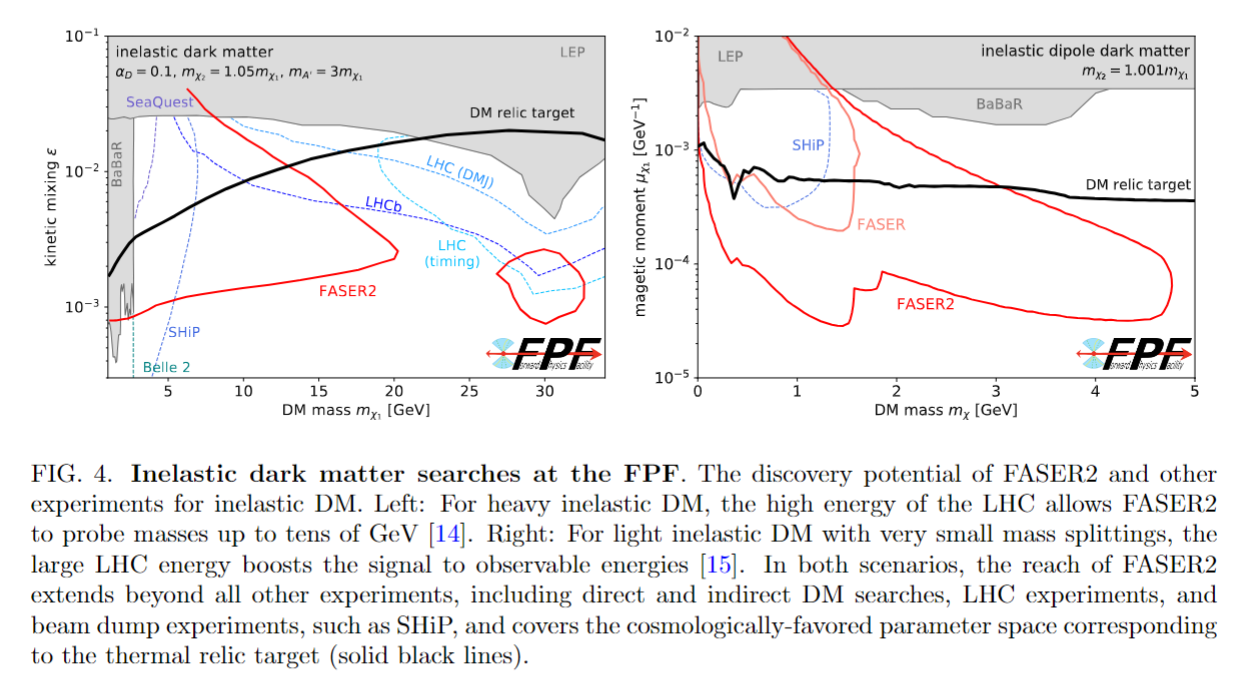 inelastic dark matter
α_D = 0.1, m_χ₂ = 1.05m_χ₁, m_A' = 3m_χ₁
LEP
SeaQuest
DM relic target
BaBaR
LHC (DMJ)
LHCb
LHC
(timing)
FASER2
SHiP
Belle 2
FPF
Forward Physics Facility
kinetic mixing ε
10⁻¹
10⁻²
10⁻³
5
10
15
20
25
30
DM mass m_χ₁ [GeV]
inelastic dipole dark matter
m_χ₂ = 1.001m_χ₁
LEP
BaBaR
SHiP
DM relic target
FASER
FASER2
FPF
Forward Physics Facility
magetic moment μ_χ₁ [GeV⁻¹]
10⁻²
10⁻³
10⁻⁴
10⁻⁵
0
1
2
3
4
5
DM mass m_χ [GeV]
FIG. 4. Inelastic dark matter searches at the FPF. The discovery potential of FASER2 and other
experiments for inelastic DM. Left: For heavy inelastic DM, the high energy of the LHC allows FASER2
to probe masses up to tens of GeV [14]. Right: For light inelastic DM with very small mass splittings, the
large LHC energy boosts the signal to observable energies [15]. In both scenarios, the reach of FASER2
extends beyond all other experiments, including direct and indirect DM searches, LHC experiments, and
beam dump experiments, such as SHiP, and covers the cosmologically-favored parameter space corresponding
to the thermal relic target (solid black lines).